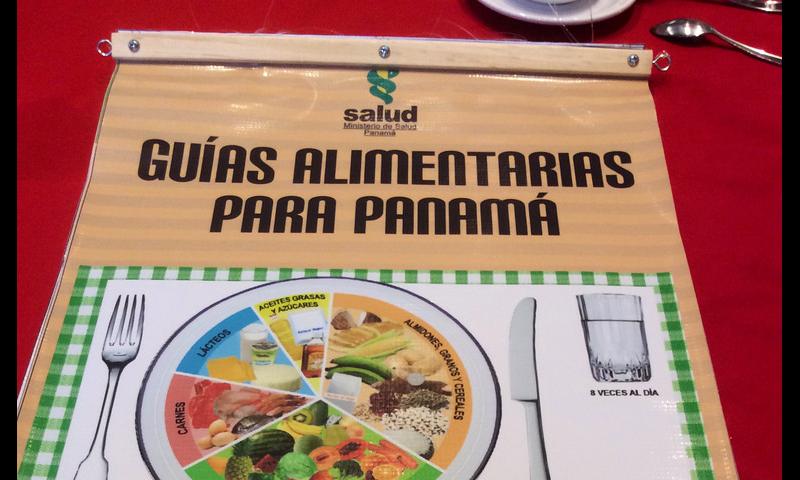 salud
Ministerio de Salud
Panamá
GUÍAS ALIMENTARIAS
PARA PANAMÁ
ACEITES GRASAS
Y AZÚCARES
LÁCTEOS
ALMIDONES, GRANOS Y CEREALES
CARNES
8 VECES AL DÍA